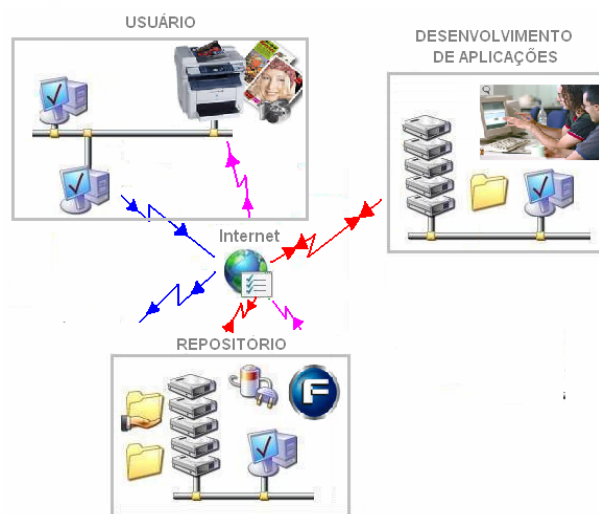 USUÁRIO
DESENVOLVIMENTO
DE APLICAÇÕES
Internet
REPOSITÓRIO
F